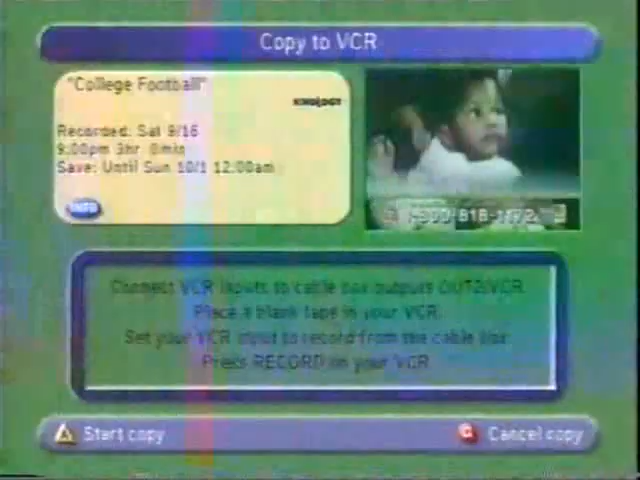 Copy to VCR
"College Football"
KNOLOGY
Recorded: Sat 9/16
9:00pm 3hr 0min
Save: Until Sun 10/1 12:00am
INFO
Connect VCR inputs to cable box outputs OUT2/VCR.
Place a blank tape in your VCR.
Set your VCR input to record from the cable box.
Press RECORD on your VCR.
A Start copy
C Cancel copy